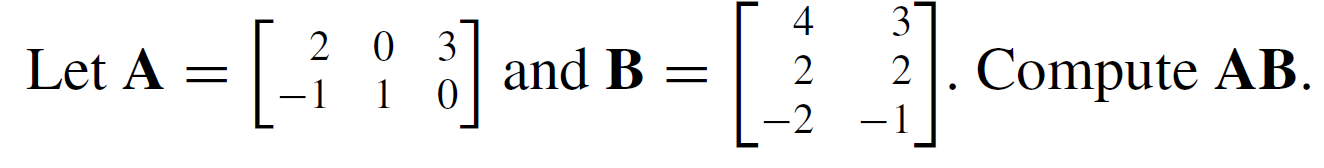 Let A = [2 0 3; −1 1 0] and B = [4 3; 2 2; −2 −1]. Compute AB.